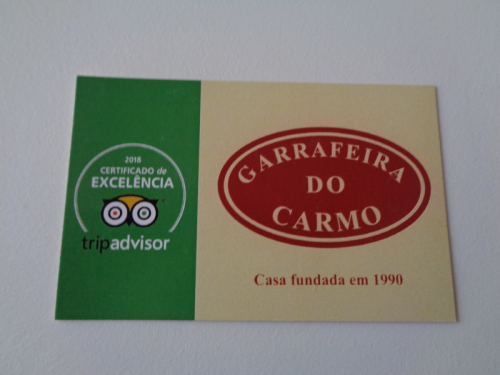 2018
CERTIFICADO de
EXCELÊNCIA
tripadvisor
GARRAFEIRA
DO
CARMO
Casa fundada em 1990